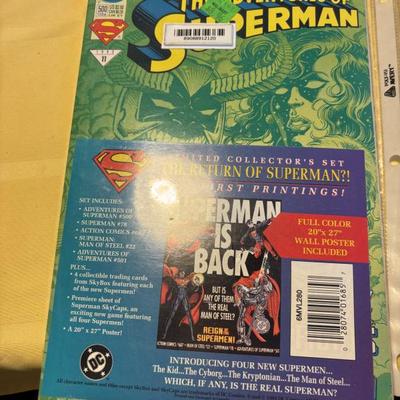 500
THE ADVENTURES OF
SUPERMAN
DC
11
LIMITED COLLECTOR'S SET
THE RETURN OF SUPERMAN?!
FIRST PRINTINGS!
SET INCLUDES:
• ADVENTURES OF
SUPERMAN #500
• SUPERMAN #78
• ACTION COMICS
• SUPERMAN:
MAN OF STEEL #22
• ADVENTURES OF
SUPERMAN #501
PLUS...
• 4 collectible trading cards
from SkyBox featuring each
of the new Supermen!
• Premiere sheet of
Superman SkyCaps, an
exciting new game featuring
all four Supermen!
• A 20" x 27" Poster!
SUPERMAN
IS
BACK
BUT IS
ANY OF THEM
THE REAL
MAN OF STEEL?
REIGN OF THE
SUPERMEN!
FULL COLOR
20"x 27"
WALL POSTER
INCLUDED
6MVL280
DC
INTRODUCING FOUR NEW SUPERMEN...
The Kid...The Cyborg...The Kryptonian...The Man of Steel...
WHICH, IF ANY, IS THE REAL SUPERMAN?